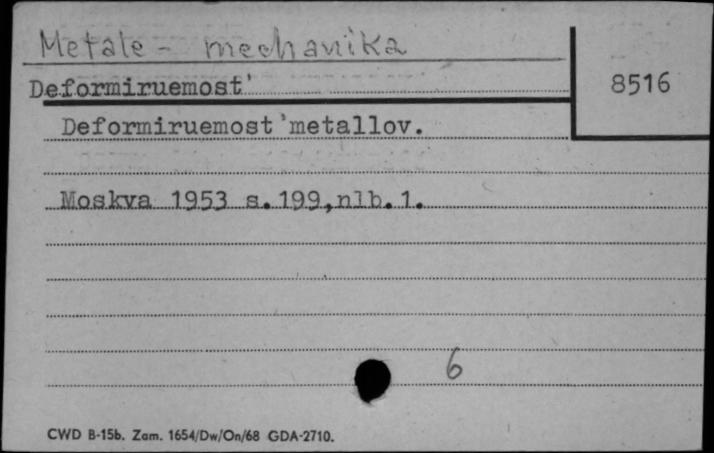 Metale - mechanika
8516
Deformiruemost'
Deformiruemost'metallov.
Moskva 1953 s.199,nlb.1.
6
CWD B-15b. Zam. 1654/Dw/On/68 GDA-2710.